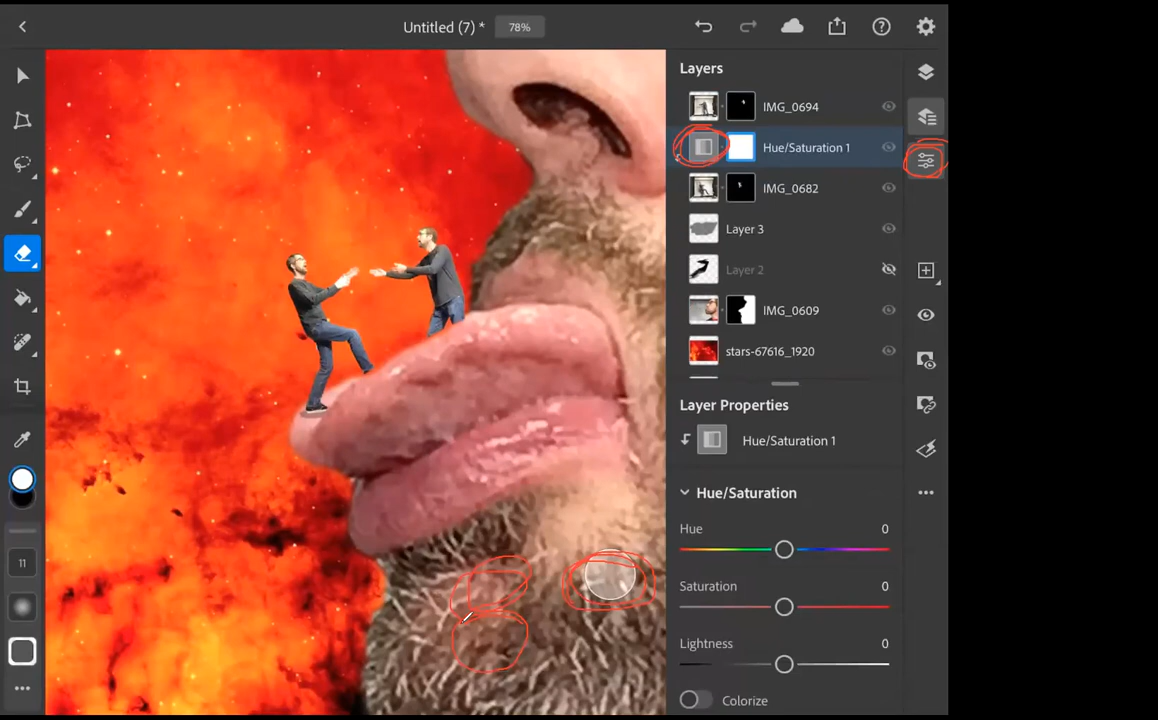 Untitled (7) *
78%
Layers
IMG_0694
Hue/Saturation 1
IMG_0682
Layer 3
Layer 2
IMG_0609
stars-67616_1920
Layer Properties
Hue/Saturation 1
Hue/Saturation
Hue 0
Saturation 0
Lightness 0
Colorize
11